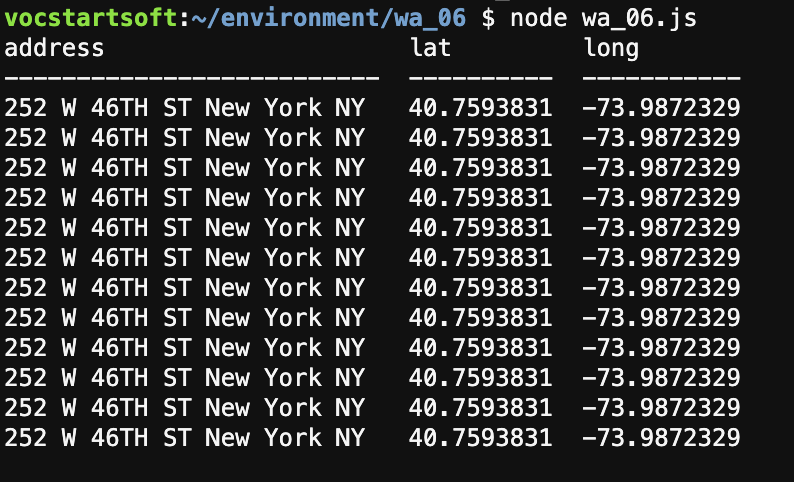 vocstartsoft:~/environment/wa_06 $ node wa_06.js
address                     lat         long
--------------------------  ----------  -----------
252 W 46TH ST New York NY   40.7593831  -73.9872329
252 W 46TH ST New York NY   40.7593831  -73.9872329
252 W 46TH ST New York NY   40.7593831  -73.9872329
252 W 46TH ST New York NY   40.7593831  -73.9872329
252 W 46TH ST New York NY   40.7593831  -73.9872329
252 W 46TH ST New York NY   40.7593831  -73.9872329
252 W 46TH ST New York NY   40.7593831  -73.9872329
252 W 46TH ST New York NY   40.7593831  -73.9872329
252 W 46TH ST New York NY   40.7593831  -73.9872329
252 W 46TH ST New York NY   40.7593831  -73.9872329
252 W 46TH ST New York NY   40.7593831  -73.9872329
252 W 46TH ST New York NY   40.7593831  -73.9872329